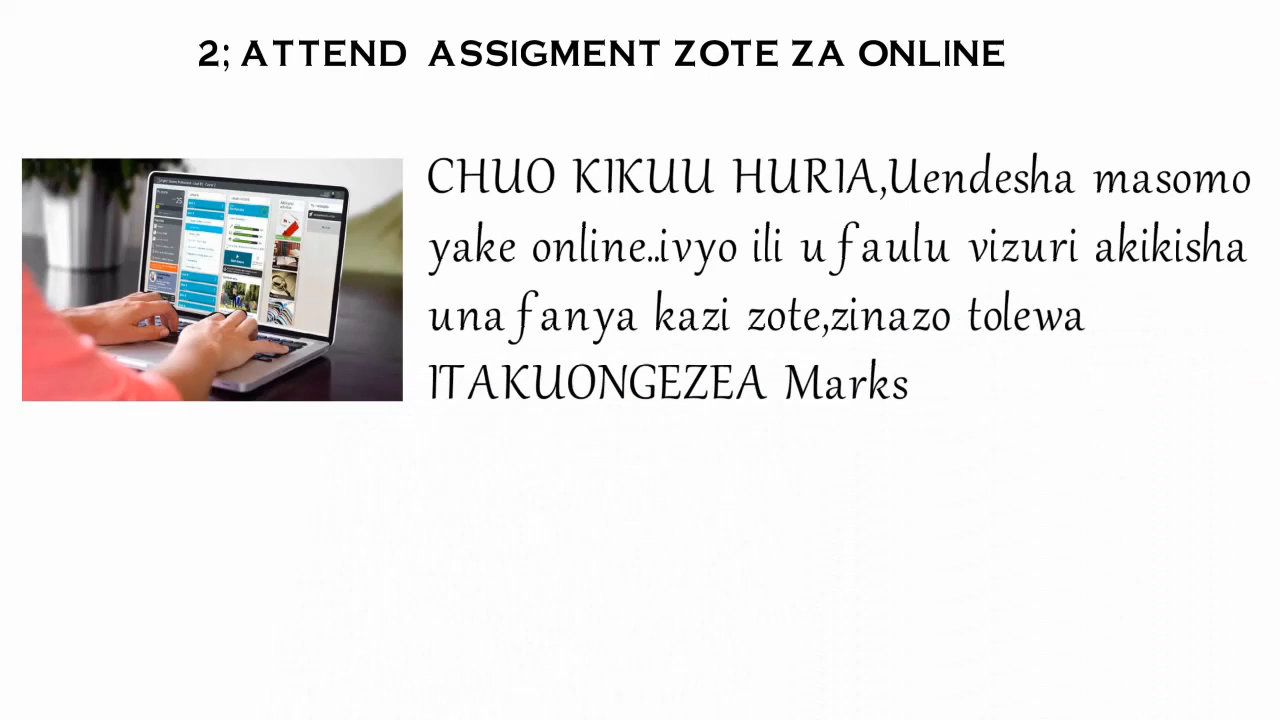 2; ATTEND ASSIGMENT ZOTE ZA ONLINE
CHUO KIKUU HURIA,Uendesha masomo
yake online..ivyo ili ufaulu vizuri akikisha
unafanya kazi zote,zinazo tolewa
ITAKUONGEZEA Marks